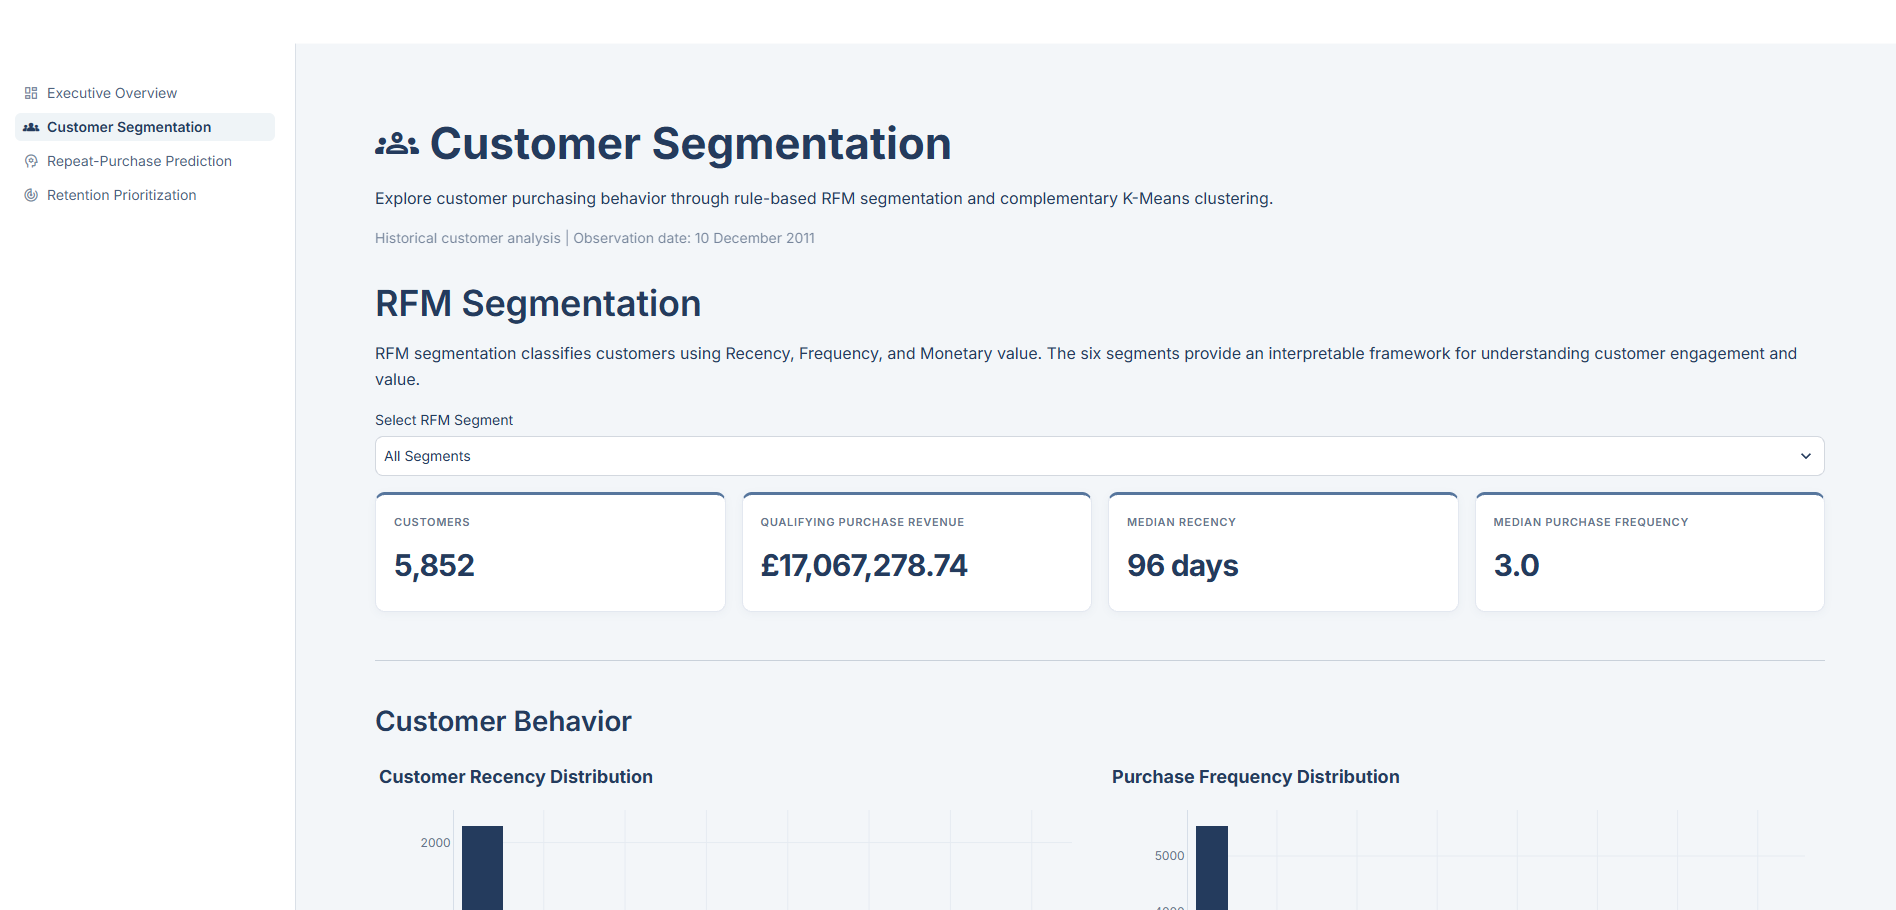 Executive Overview
Customer Segmentation
Repeat-Purchase Prediction
Retention Prioritization
Customer Segmentation
Explore customer purchasing behavior through rule-based RFM segmentation and complementary K-Means clustering.
Historical customer analysis | Observation date: 10 December 2011
RFM Segmentation
RFM segmentation classifies customers using Recency, Frequency, and Monetary value. The six segments provide an interpretable framework for understanding customer engagement and
value.
Select RFM Segment
All Segments
CUSTOMERS
5,852
QUALIFYING PURCHASE REVENUE
£17,067,278.74
MEDIAN RECENCY
96 days
MEDIAN PURCHASE FREQUENCY
3.0
Customer Behavior
Customer Recency Distribution
2000
Purchase Frequency Distribution
5000